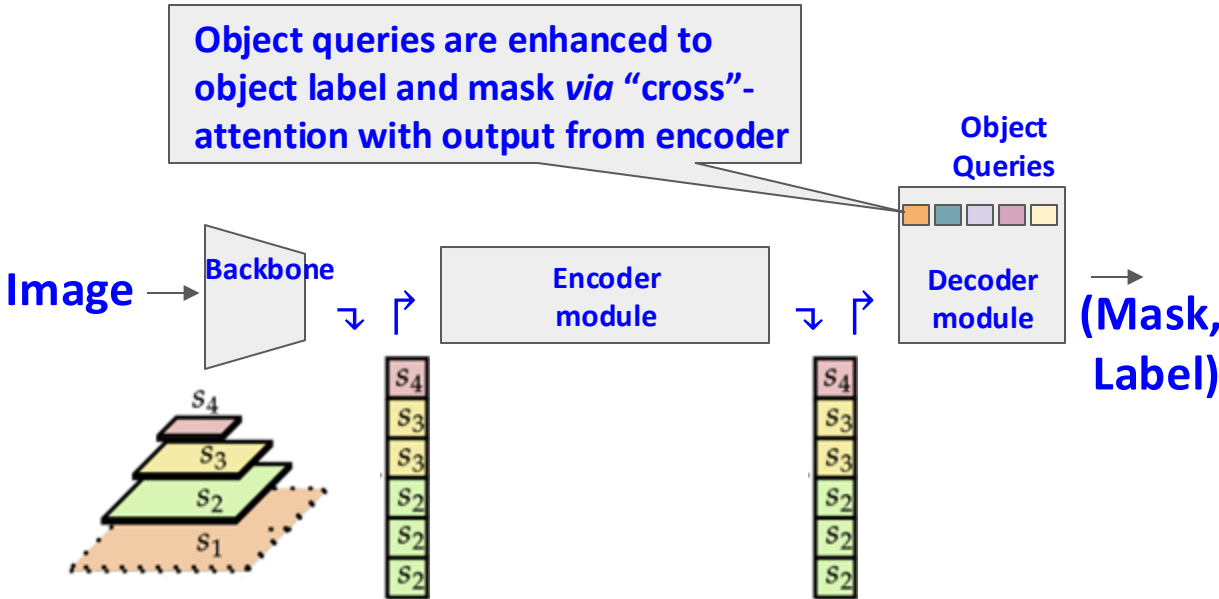 Object queries are enhanced to
object label and mask via “cross”-
attention with output from encoder
Object
Queries
Image
Backbone
Encoder
module
Decoder
module
(Mask,
Label)
s4
s3
s2
s1
s4
s3
s3
s2
s2
s2
s4
s3
s3
s2
s2
s2